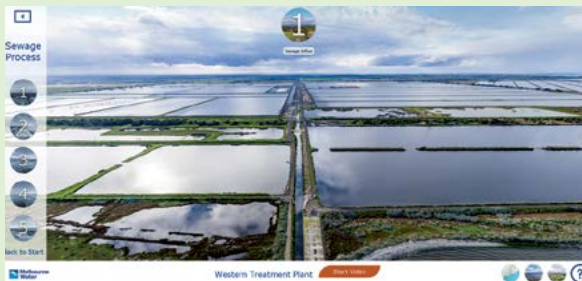 1
Sewage Inflow
Sewage
Process
1
2
3
4
5
Back to Start
Melbourne
Water
Western Treatment Plant
Start Video
?